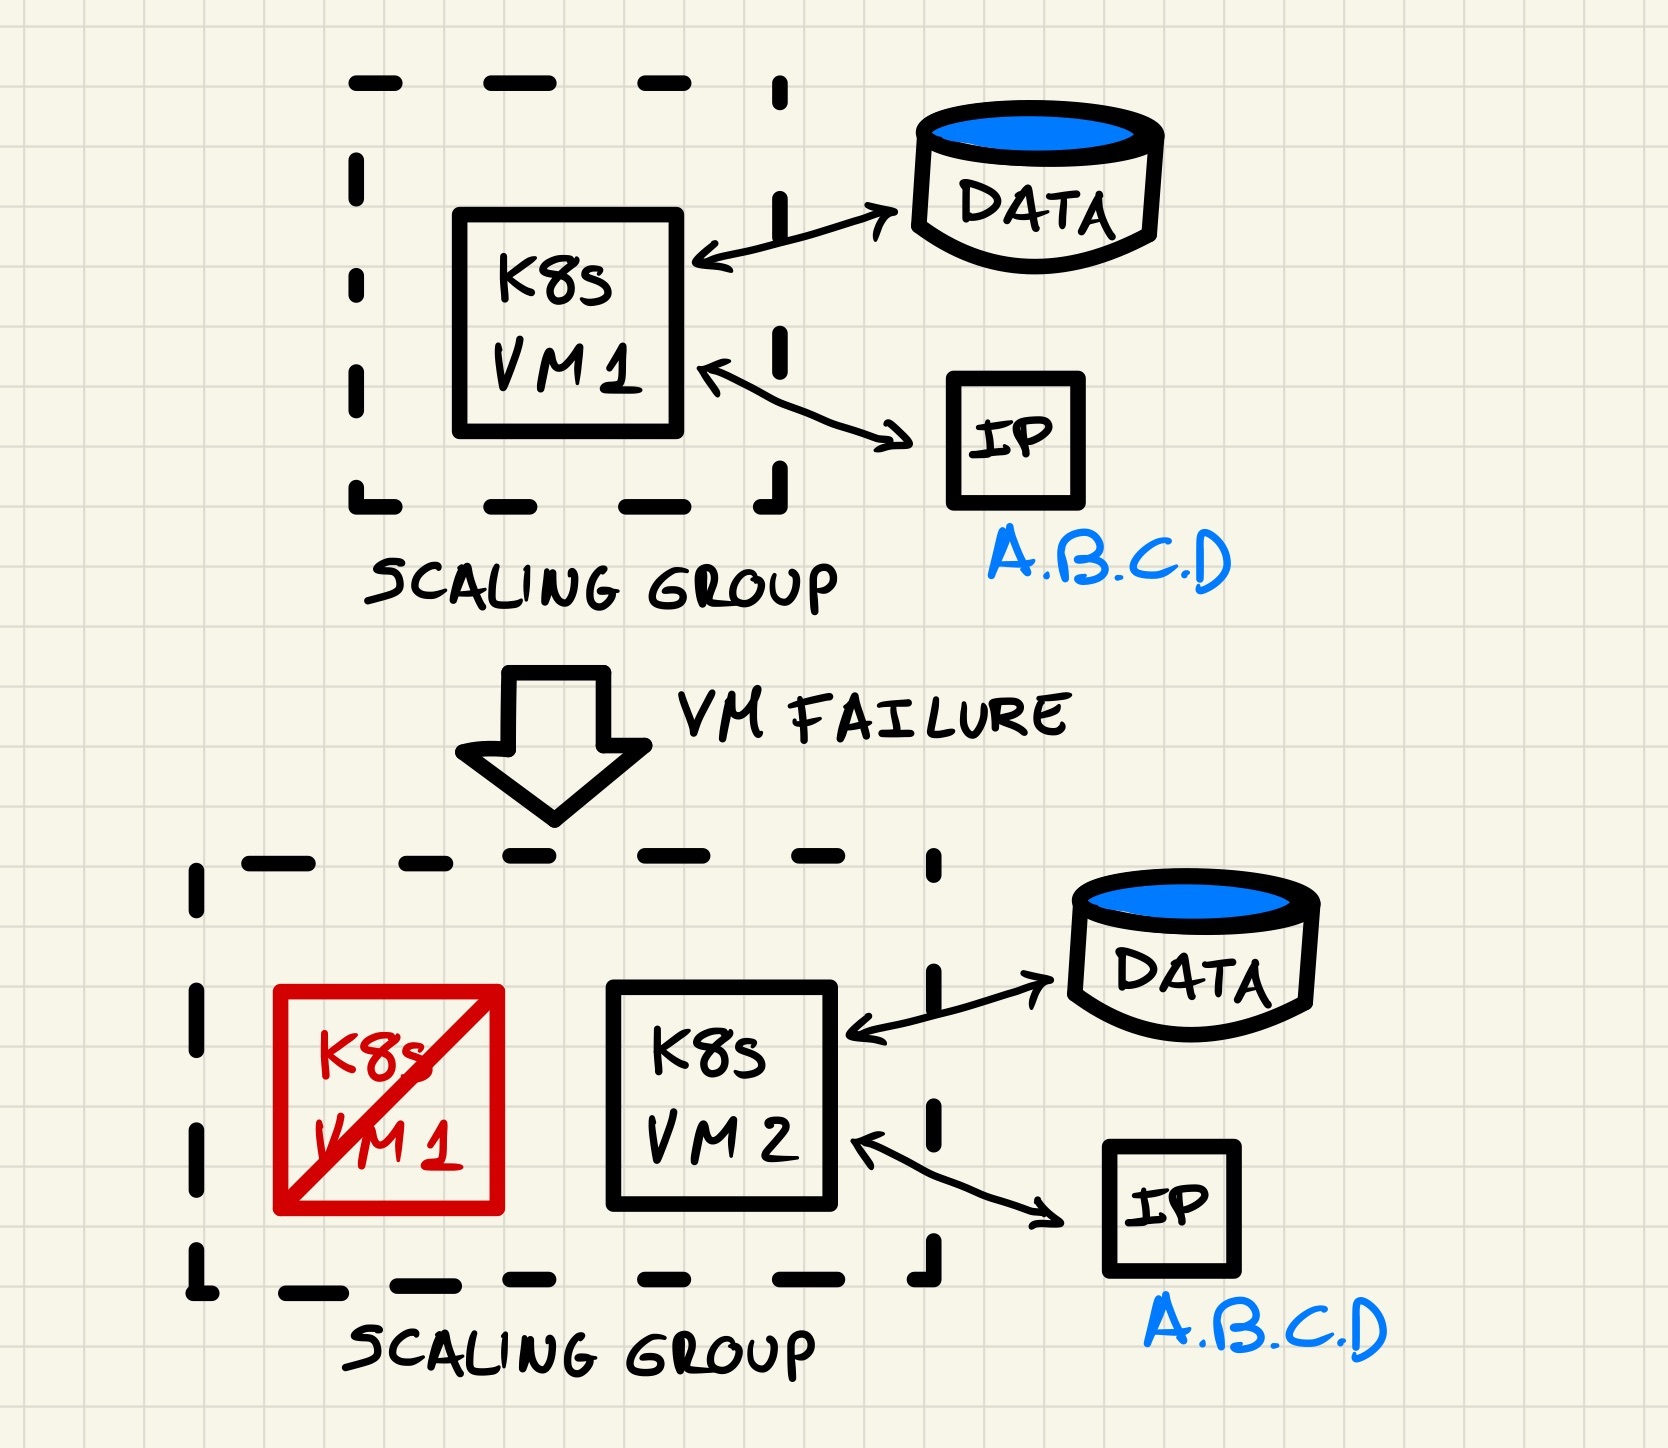 DATA
K8s
VM1
IP
A.B.C.D
SCALING GROUP
VM FAILURE
DATA
K8s
VM1
K8s
VM2
IP
A.B.C.D
SCALING GROUP